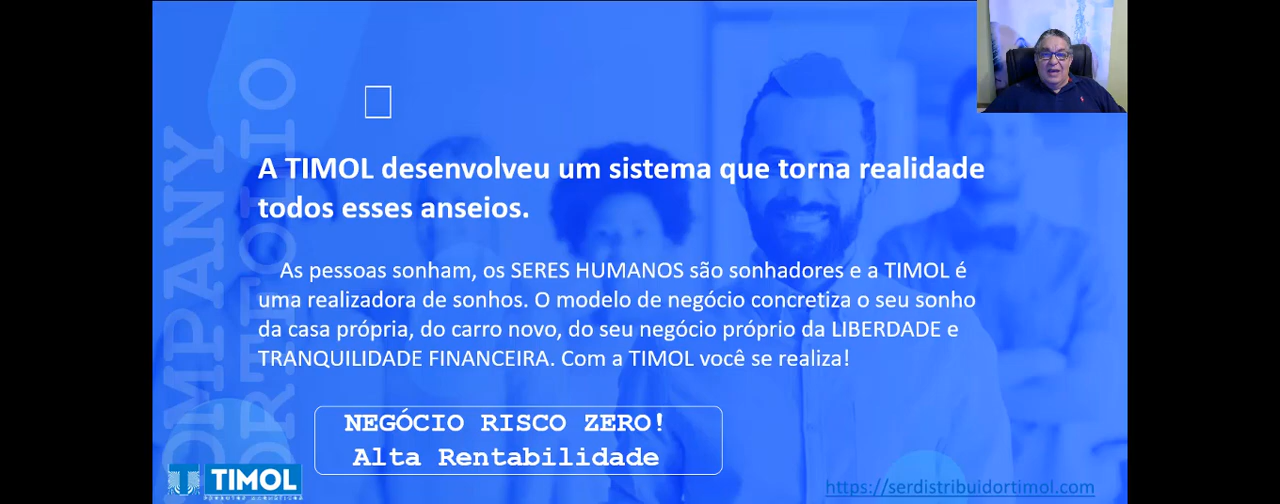 COMPANY
PORTFÓLIO
A TIMOL desenvolveu um sistema que torna realidade
todos esses anseios.
As pessoas sonham, os SERES HUMANOS são sonhadores e a TIMOL é
uma realizadora de sonhos. O modelo de negócio concretiza o seu sonho
da casa própria, do carro novo, do seu negócio próprio da LIBERDADE e
TRANQUILIDADE FINANCEIRA. Com a TIMOL você se realiza!
NEGÓCIO RISCO ZERO!
Alta Rentabilidade
TIMOL
https://serdistribuidortimol.com